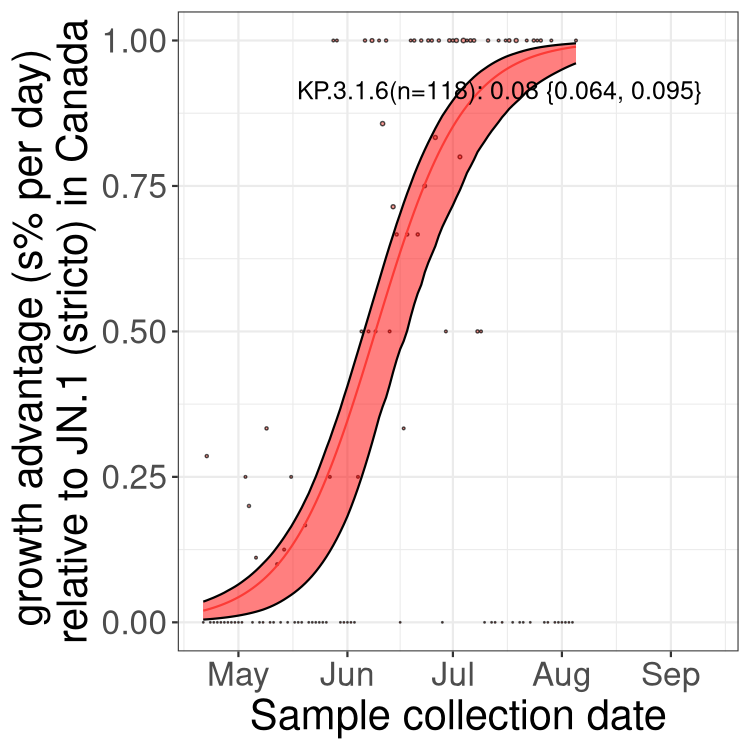 growth advantage (s% per day)
relative to JN.1 (stricto) in Canada
1.00
0.75
0.50
0.25
0.00
KP.3.1.6(n=118): 0.08 {0.064, 0.095}
May Jun Jul Aug Sep
Sample collection date